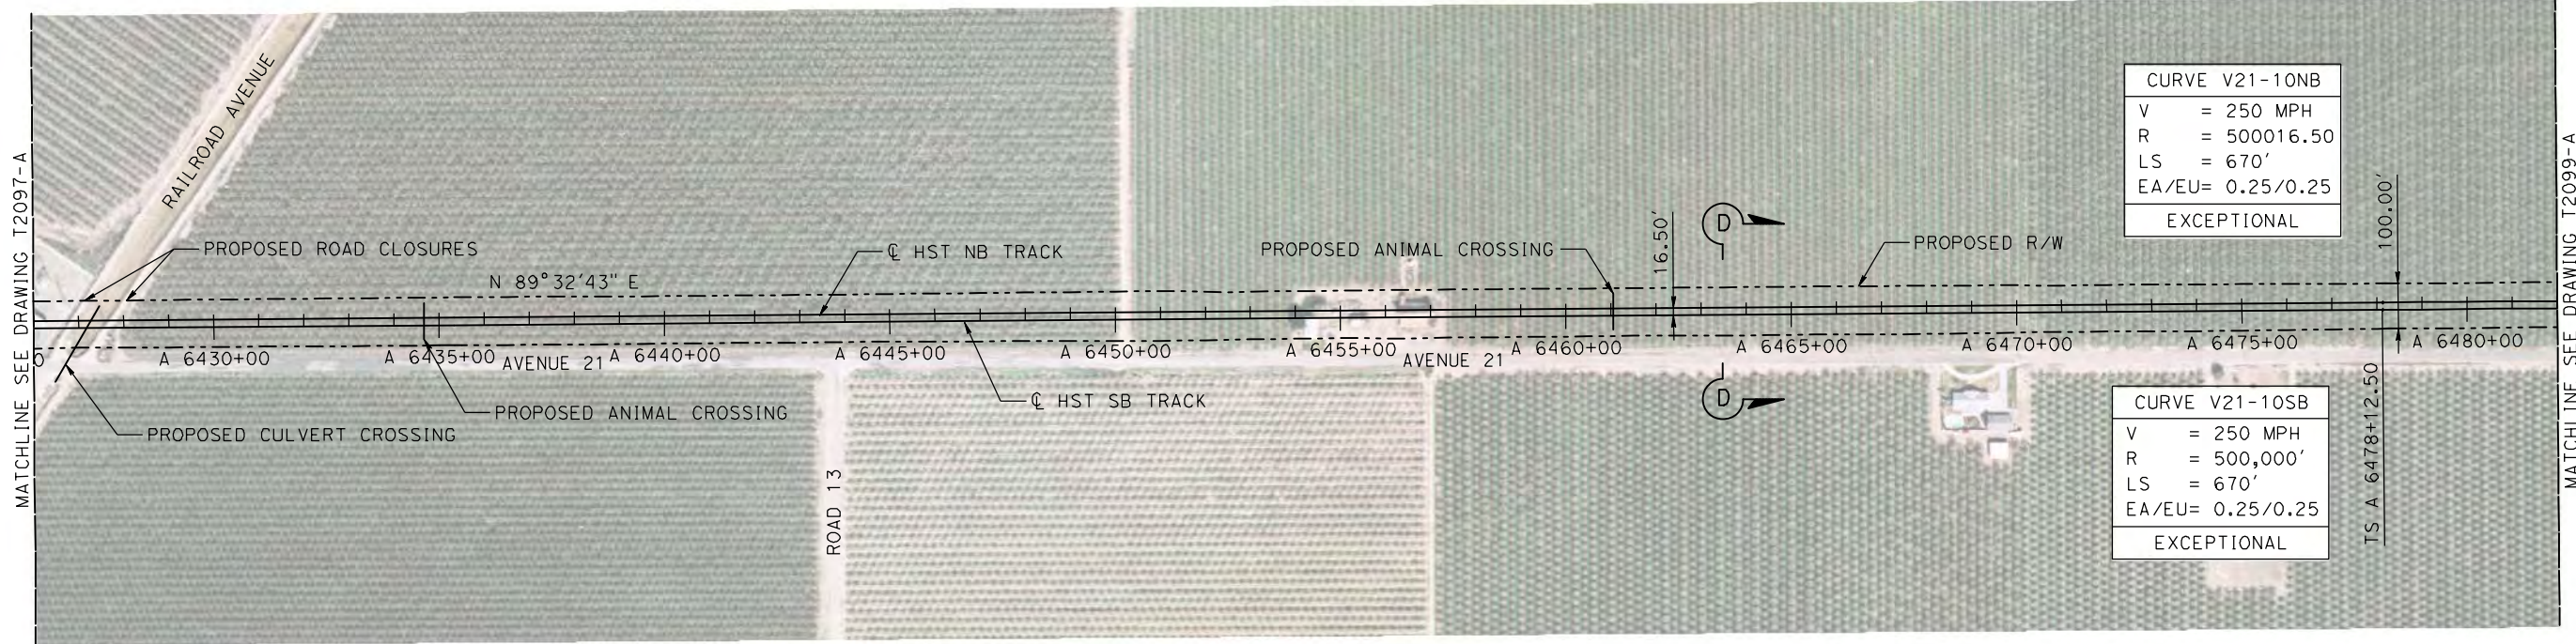 MATCHLINE SEE DRAWING T2097-A
RAILROAD AVENUE
PROPOSED ROAD CLOSURES
N 89°32'43" E
℄ HST NB TRACK
PROPOSED ANIMAL CROSSING
16.50'
D
PROPOSED R/W
CURVE V21-10NB
V = 250 MPH
R = 500016.50
LS = 670'
EA/EU= 0.25/0.25
EXCEPTIONAL
100.00'
MATCHLINE SEE DRAWING T2099-A
0
A 6430+00
A 6435+00
A 6440+00
A 6445+00
A 6450+00
A 6455+00
A 6460+00
A 6465+00
A 6470+00
A 6475+00
A 6480+00
AVENUE 21
AVENUE 21
PROPOSED CULVERT CROSSING
PROPOSED ANIMAL CROSSING
℄ HST SB TRACK
D
ROAD 13
CURVE V21-10SB
V = 250 MPH
R = 500,000'
LS = 670'
EA/EU= 0.25/0.25
EXCEPTIONAL
TS A 6478+12.50